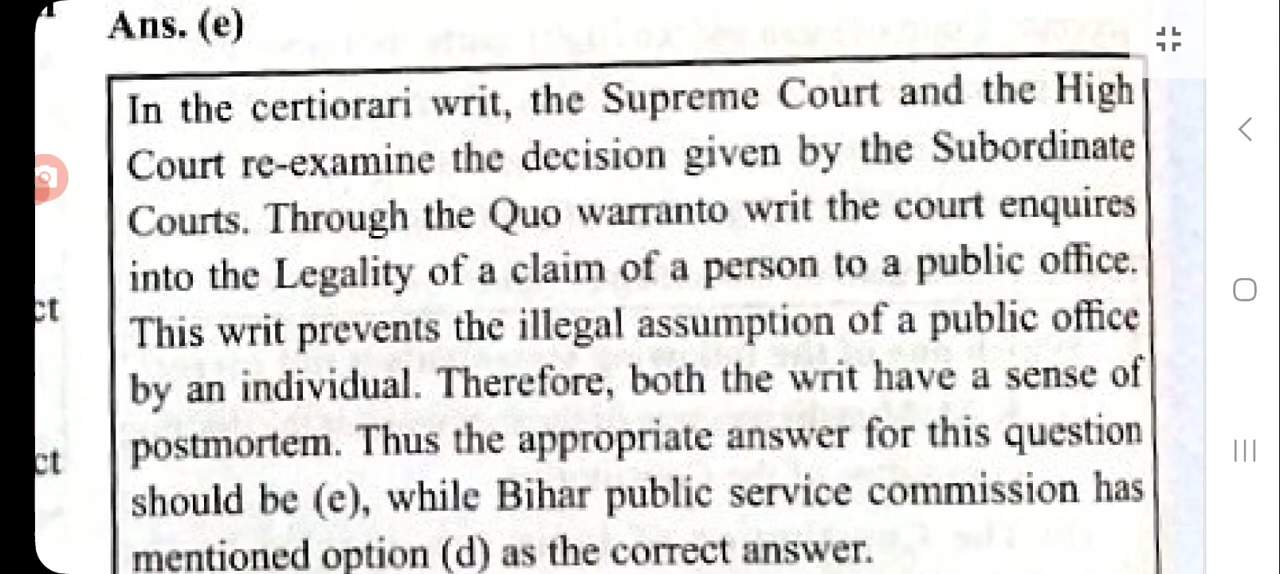 Ans. (e)
In the certiorari writ, the Supreme Court and the High
Court re-examine the decision given by the Subordinate
Courts. Through the Quo warranto writ the court enquires
into the Legality of a claim of a person to a public office.
ct
This writ prevents the illegal assumption of a public office
by an individual. Therefore, both the writ have a sense of
ct
postmortem. Thus the appropriate answer for this question
should be (e), while Bihar public service commission has
mentioned option (d) as the correct answer.